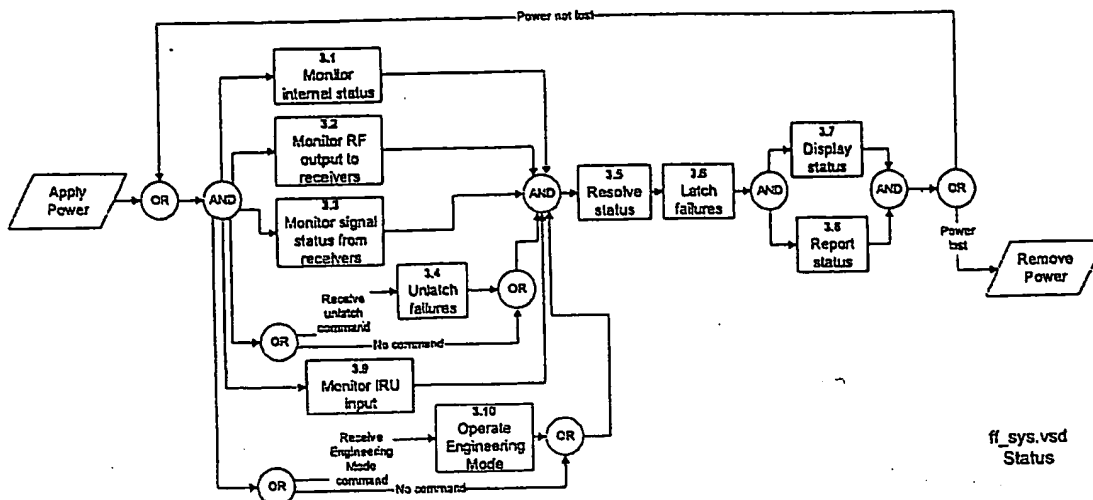 Power not lost
3.1
Monitor
internal status
3.2
Monitor RF
output to
receivers
3.3
Monitor signal
status from
receivers
Apply
Power
OR
AND
AND
3.5
Resolve
status
3.6
Latch
failures
AND
3.7
Display
status
3.8
Report
status
AND
OR
Power
lost
Remove
Power
3.4
Unlatch
failures
Receive
unlatch
command
OR
OR
No command
3.9
Monitor IRU
input
3.10
Operate
Engineering
Mode
Receive
Engineering
Mode
command
OR
OR
No command
ff_sys.vsd
Status